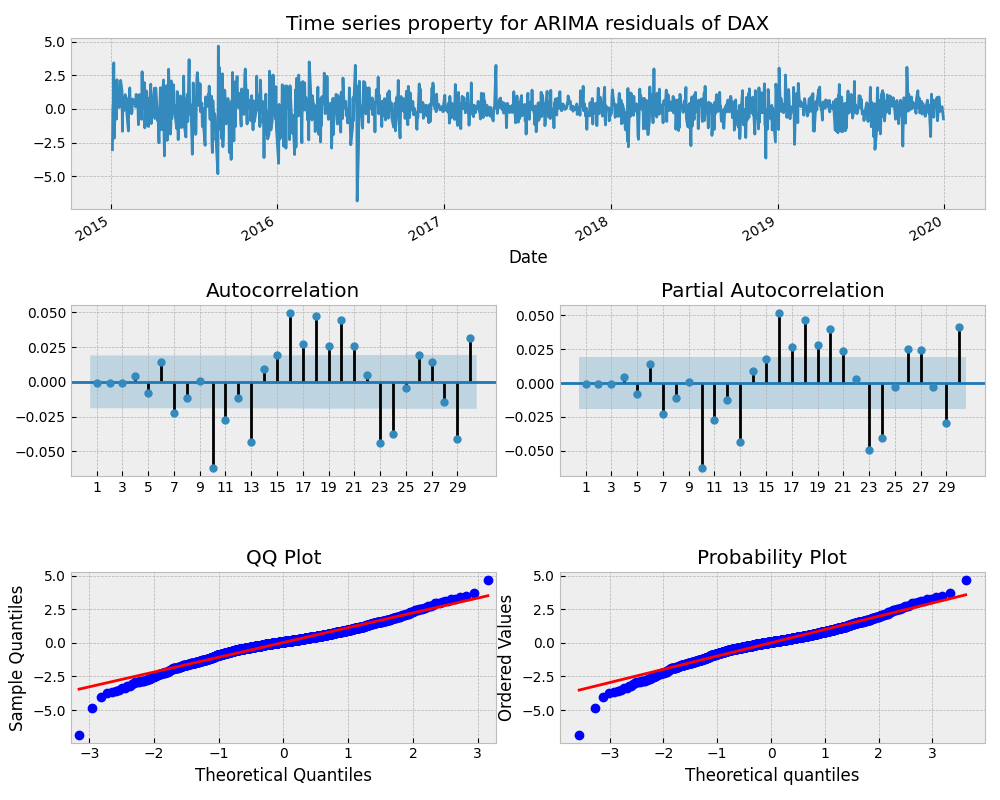 Time series property for ARIMA residuals of DAX
5.0
2.5
0.0
−2.5
−5.0
2015 2016 2017 2018 2019 2020
Date
Autocorrelation
0.050
0.025
0.000
−0.025
−0.050
1 3 5 7 9 11 13 15 17 19 21 23 25 27 29
Partial Autocorrelation
0.050
0.025
0.000
−0.025
−0.050
1 3 5 7 9 11 13 15 17 19 21 23 25 27 29
QQ Plot
Sample Quantiles
5.0
2.5
0.0
−2.5
−5.0
−3 −2 −1 0 1 2 3
Theoretical Quantiles
Probability Plot
Ordered Values
5.0
2.5
0.0
−2.5
−5.0
−3 −2 −1 0 1 2 3
Theoretical quantiles